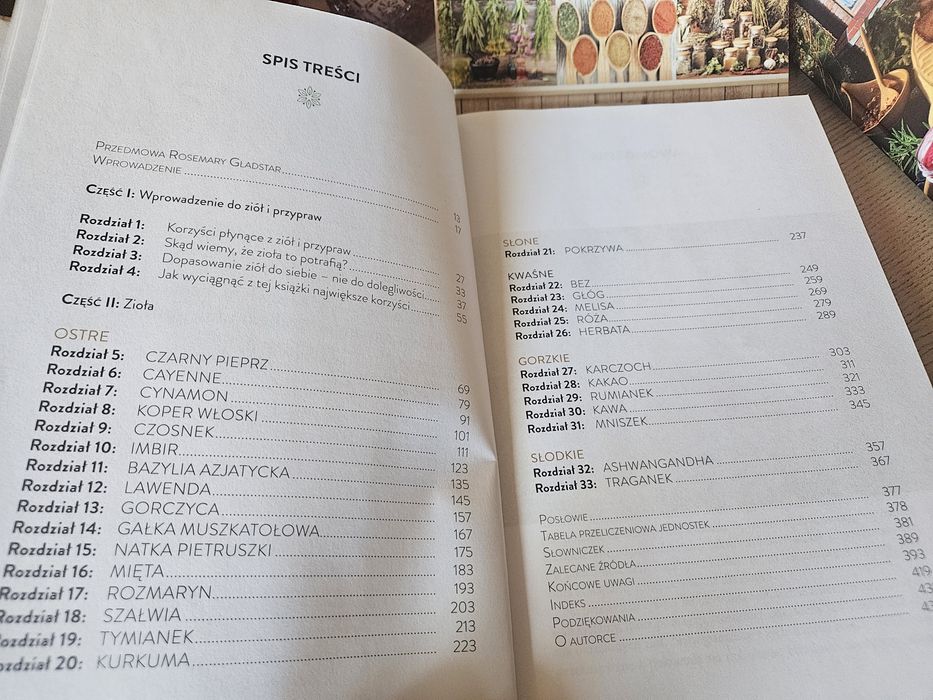 SPIS TREŚCI
Przedmowa Rosemary Gladstar 13
Wprowadzenie 17
Część I: Wprowadzenie do ziół i przypraw
Rozdział 1: Korzyści płynące z ziół i przypraw 27
Rozdział 2: Skąd wiemy, że zioła to potrafią? 33
Rozdział 3: Dopasowanie ziół do siebie – nie do dolegliwości 37
Rozdział 4: Jak wyciągnąć z tej książki największe korzyści 55
Część II: Zioła
OSTRE
Rozdział 5: CZARNY PIEPRZ 69
Rozdział 6: CAYENNE 79
Rozdział 7: CYNAMON 91
Rozdział 8: KOPER WŁOSKI 101
Rozdział 9: CZOSNEK 111
Rozdział 10: IMBIR 123
Rozdział 11: BAZYLIA AZJATYCKA 135
Rozdział 12: LAWENDA 145
Rozdział 13: GORCZYCA 157
Rozdział 14: GAŁKA MUSZKATOŁOWA 167
Rozdział 15: NATKA PIETRUSZKI 175
Rozdział 16: MIĘTA 183
Rozdział 17: ROZMARYN 193
Rozdział 18: SZAŁWIA 203
Rozdział 19: TYMIANEK 213
Rozdział 20: KURKUMA 223
SŁONE
Rozdział 21: POKRZYWA 237
KWAŚNE
Rozdział 22: BEZ 249
Rozdział 23: GŁÓG 259
Rozdział 24: MELISA 269
Rozdział 25: RÓŻA 279
Rozdział 26: HERBATA 289
GORZKIE
Rozdział 27: KARCZOCH 303
Rozdział 28: KAKAO 311
Rozdział 29: RUMIANEK 321
Rozdział 30: KAWA 333
Rozdział 31: MNISZEK 345
SŁODKIE
Rozdział 32: ASHWAGANDHA 357
Rozdział 33: TRAGANEK 367
Posłowie 377
Tabela przeliczeniowa jednostek 378
Słowniczek 381
Zalecane źródła 389
Końcowe uwagi 393
Indeks 419
Podziękowania
O autorce